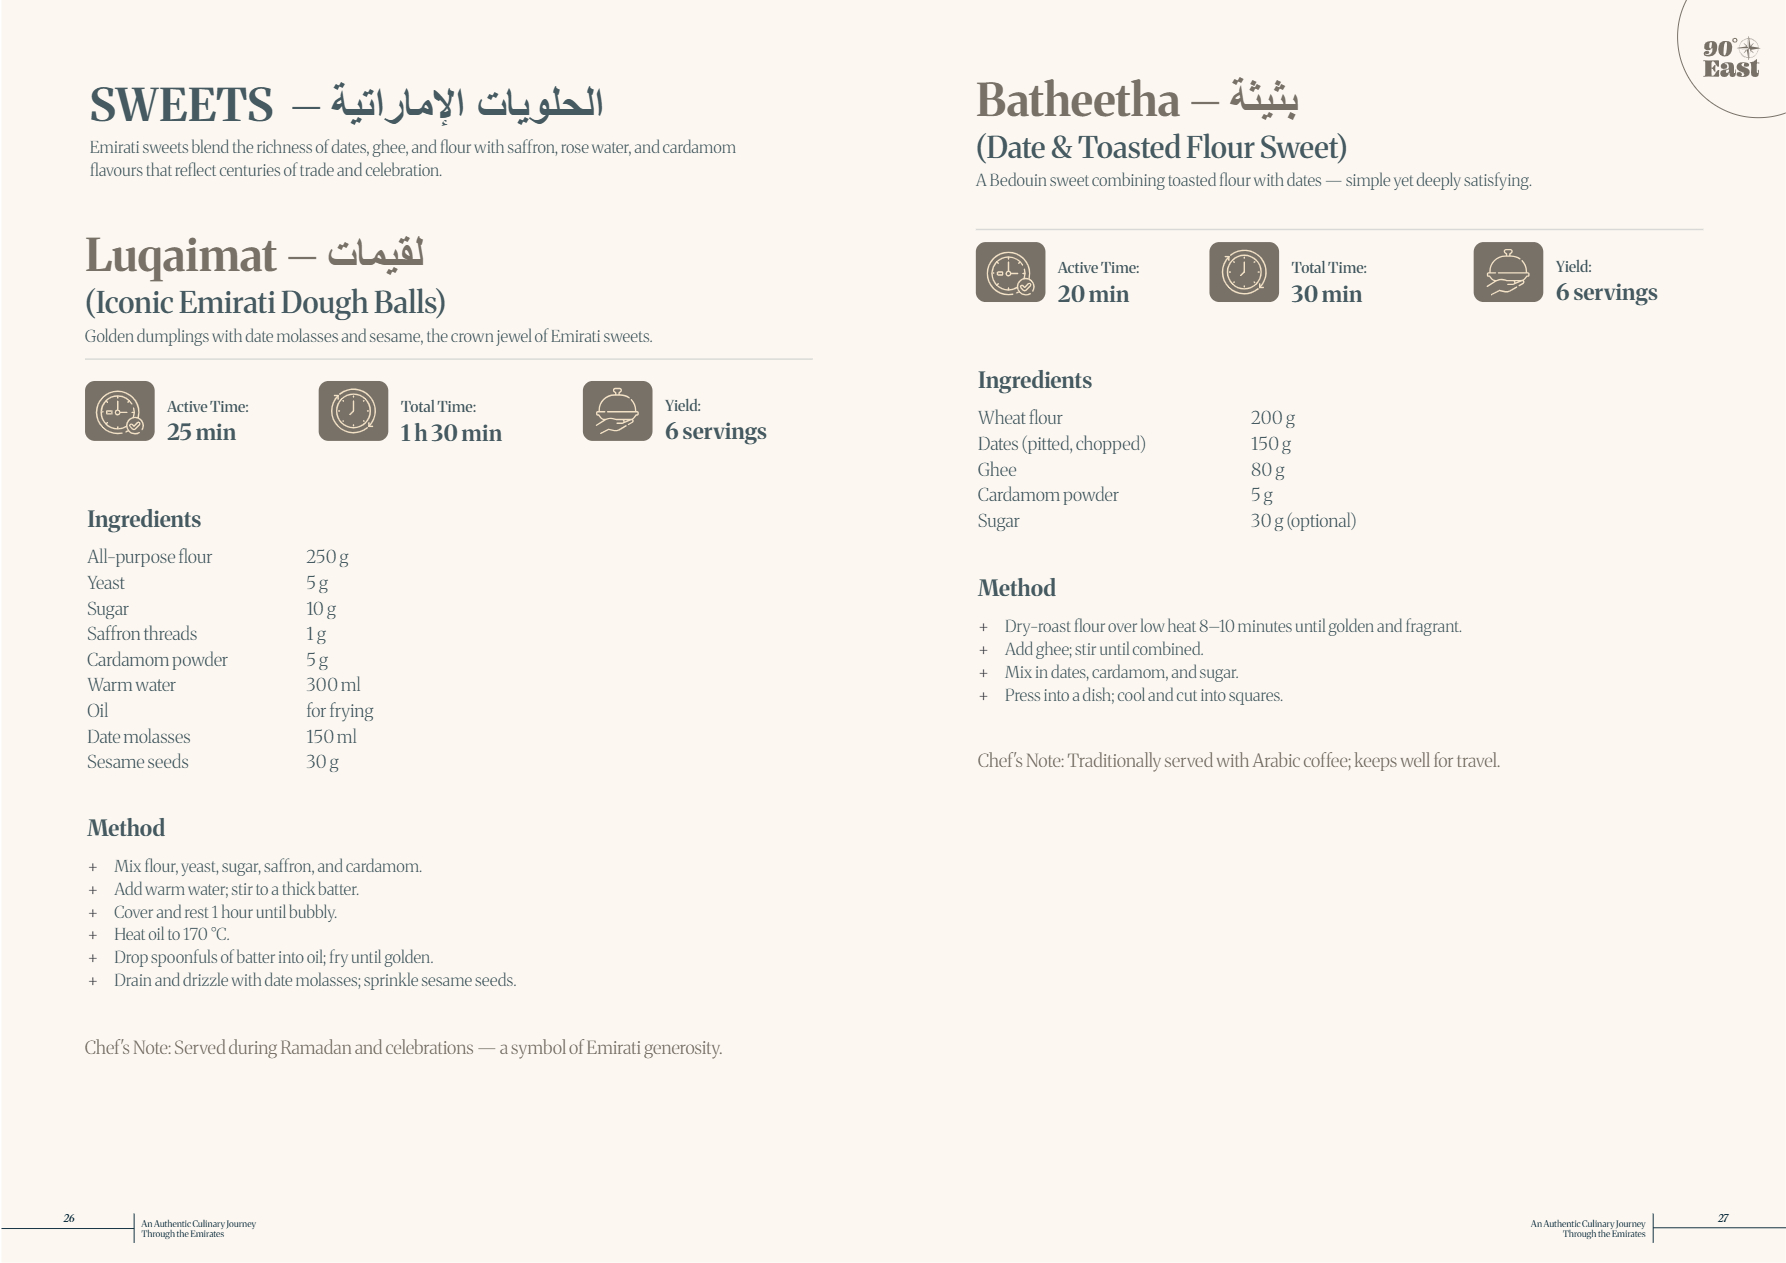 SWEETS — الحلويات الإماراتية
Emirati sweets blend the richness of dates, ghee, and flour with saffron, rose water, and cardamom
flavours that reflect centuries of trade and celebration.
Luqaimat — لقيمات
(Iconic Emirati Dough Balls)
Golden dumplings with date molasses and sesame, the crown jewel of Emirati sweets.
Active Time:
25 min
Total Time:
1 h 30 min
Yield:
6 servings
Ingredients
All-purpose flour 250 g
Yeast 5 g
Sugar 10 g
Saffron threads 1 g
Cardamom powder 5 g
Warm water 300 ml
Oil for frying
Date molasses 150 ml
Sesame seeds 30 g
Method
+ Mix flour, yeast, sugar, saffron, and cardamom.
+ Add warm water; stir to a thick batter.
+ Cover and rest 1 hour until bubbly.
+ Heat oil to 170 °C.
+ Drop spoonfuls of batter into oil; fry until golden.
+ Drain and drizzle with date molasses; sprinkle sesame seeds.
Chef's Note: Served during Ramadan and celebrations — a symbol of Emirati generosity.
26
An Authentic Culinary Journey
Through the Emirates
90°
East
Batheetha — بثيثة
(Date & Toasted Flour Sweet)
A Bedouin sweet combining toasted flour with dates — simple yet deeply satisfying.
Active Time:
20 min
Total Time:
30 min
Yield:
6 servings
Ingredients
Wheat flour 200 g
Dates (pitted, chopped) 150 g
Ghee 80 g
Cardamom powder 5 g
Sugar 30 g (optional)
Method
+ Dry-roast flour over low heat 8–10 minutes until golden and fragrant.
+ Add ghee; stir until combined.
+ Mix in dates, cardamom, and sugar.
+ Press into a dish; cool and cut into squares.
Chef's Note: Traditionally served with Arabic coffee; keeps well for travel.
An Authentic Culinary Journey
Through the Emirates
27